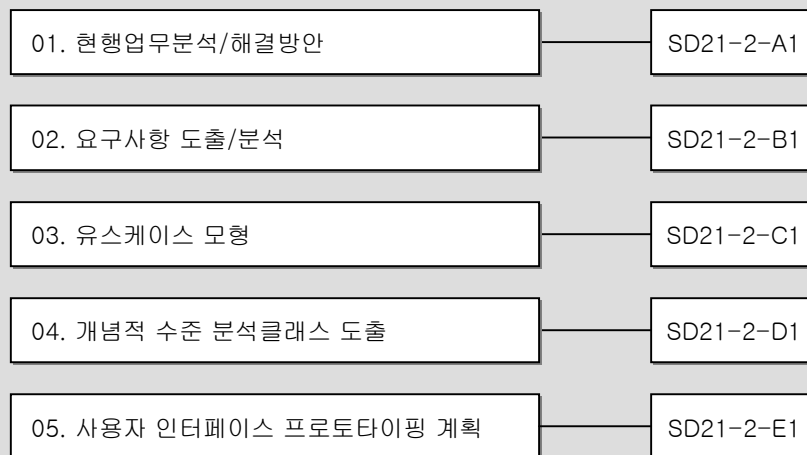 01. 현행업무분석/해결방안
SD21-2-A1
02. 요구사항 도출/분석
SD21-2-B1
03. 유스케이스 모형
SD21-2-C1
04. 개념적 수준 분석클래스 도출
SD21-2-D1
05. 사용자 인터페이스 프로토타이핑 계획
SD21-2-E1